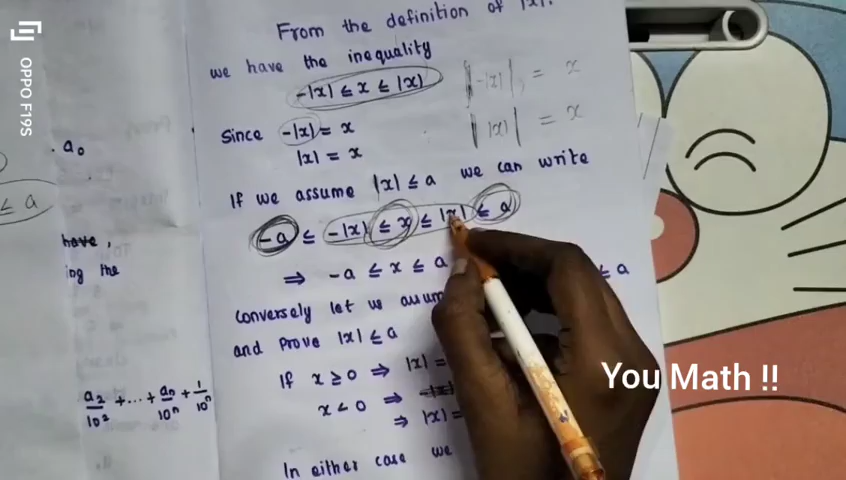 OPPO F19S
≤ a
. a₀
have,
ing the
a₂/10² + ... + aₙ/10ⁿ + 1/10ⁿ
From the definition of |x|.
we have the inequality
-|x| ≤ x ≤ |x|
|-|x|| = x
Since -|x| = x
||x|| = x
|x| = x
If we assume |x| ≤ a we can write
-a ≤ -|x| ≤ x ≤ |x| ≤ a
⇒ -a ≤ x ≤ a
conversely let us assum ≤ a
and prove |x| ≤ a
If x ≥ 0 ⇒ |x| =
x < 0 ⇒ -|x|
⇒ |x| =
In either case we
You Math !!